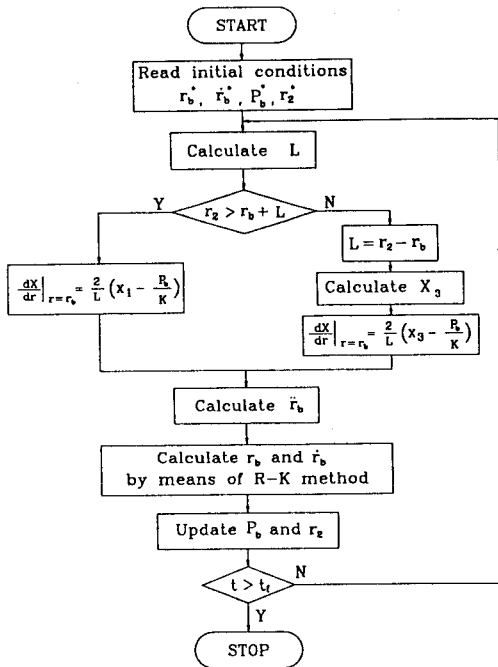 START
Read initial conditions
r_b^*, ṙ_b^*, P_b^*, r_2^*
Calculate L
r_2 > r_b + L
Y
N
L = r_2 − r_b
Calculate X_3
dX/dr|_{r=r_b} = 2/L (X_1 − P_b/K)
dX/dr|_{r=r_b} = 2/L (X_3 − P_b/K)
Calculate r̈_b
Calculate r_b and ṙ_b
by means of R-K method
Update P_b and r_2
t > t_f
N
Y
STOP